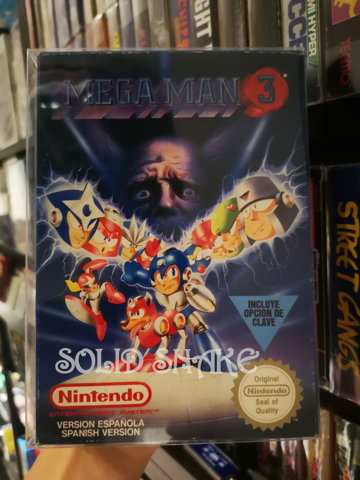 MEGA MAN 3
INCLUYE
OPCION DE
CLAVE
SOLID SNAKE
Nintendo
ENTERTAINMENT SYSTEM™
VERSION ESPAÑOLA
SPANISH VERSION
Original
Nintendo
Seal of
Quality
STREET GANGS